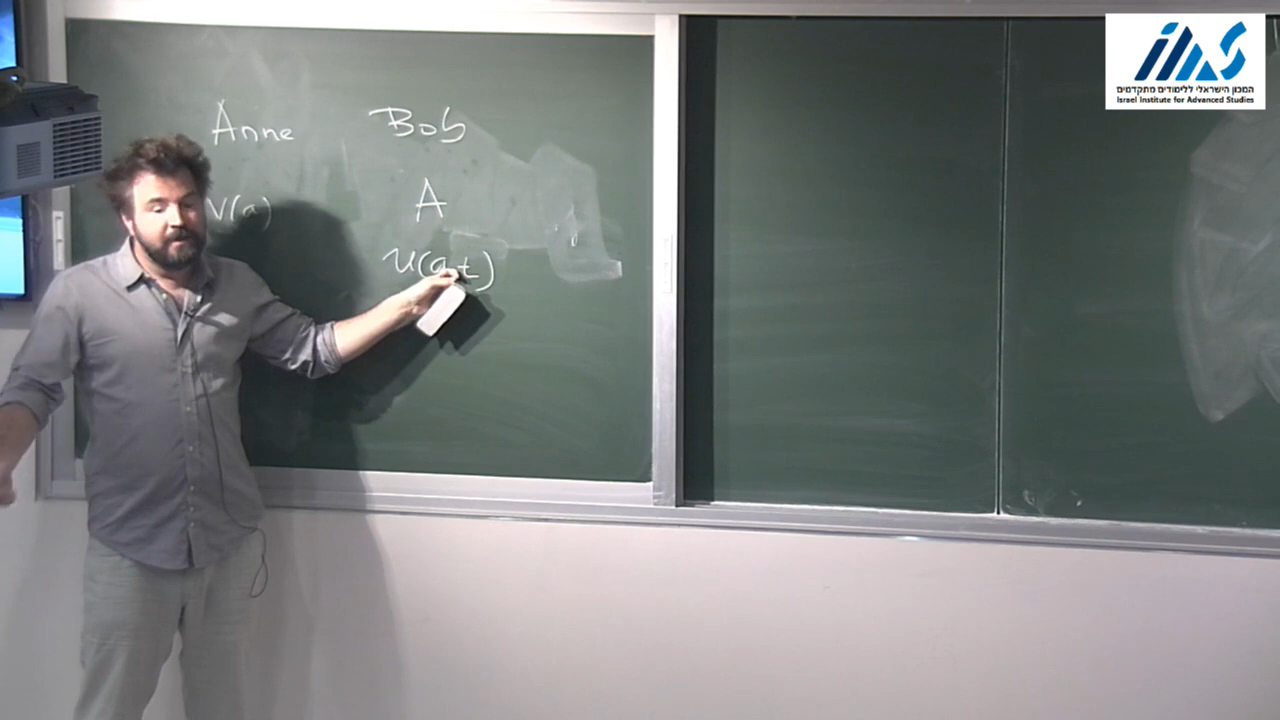 Anne Bob
V(a) A
u(a,t)
המכון הישראלי ללימודים מתקדמים
Israel Institute for Advanced Studies